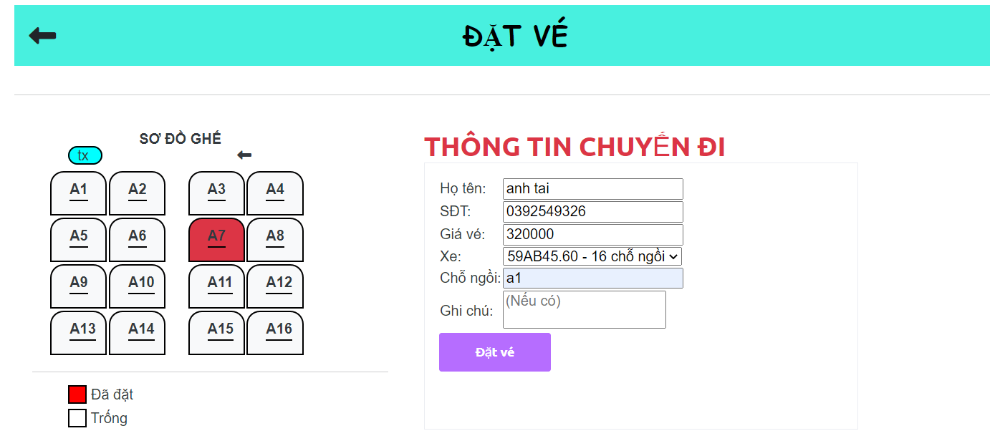 ĐẶT VÉ
SƠ ĐỒ GHẾ
tx
A1 A2 A3 A4
A5 A6 A7 A8
A9 A10 A11 A12
A13 A14 A15 A16
Đã đặt
Trống
THÔNG TIN CHUYẾN ĐI
Họ tên: anh tai
SĐT: 0392549326
Giá vé: 320000
Xe: 59AB45.60 - 16 chỗ ngồi
Chỗ ngồi: a1
Ghi chú: (Nếu có)
Đặt vé